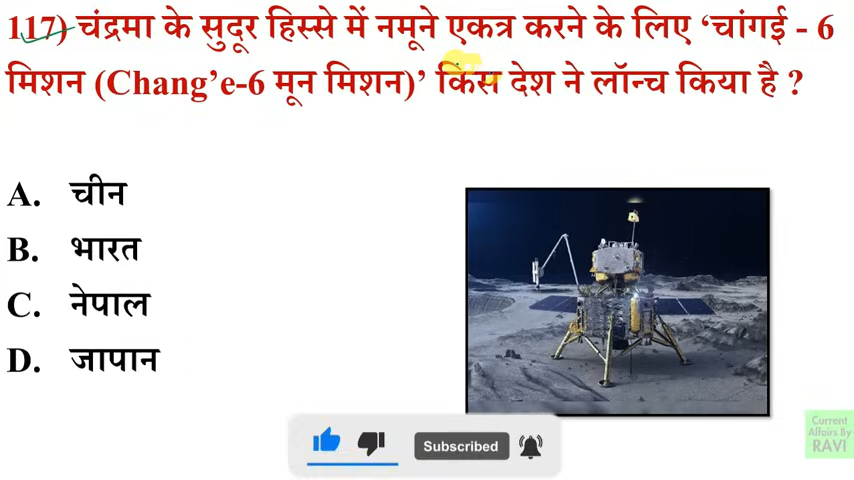 117) चंद्रमा के सुदूर हिस्से में नमूने एकत्र करने के लिए ‘चांगई - 6
मिशन (Chang’e-6 मून मिशन)’ किस देश ने लॉन्च किया है ?
A. चीन
B. भारत
C. नेपाल
D. जापान
Subscribed
Current
Affairs By
RAVI